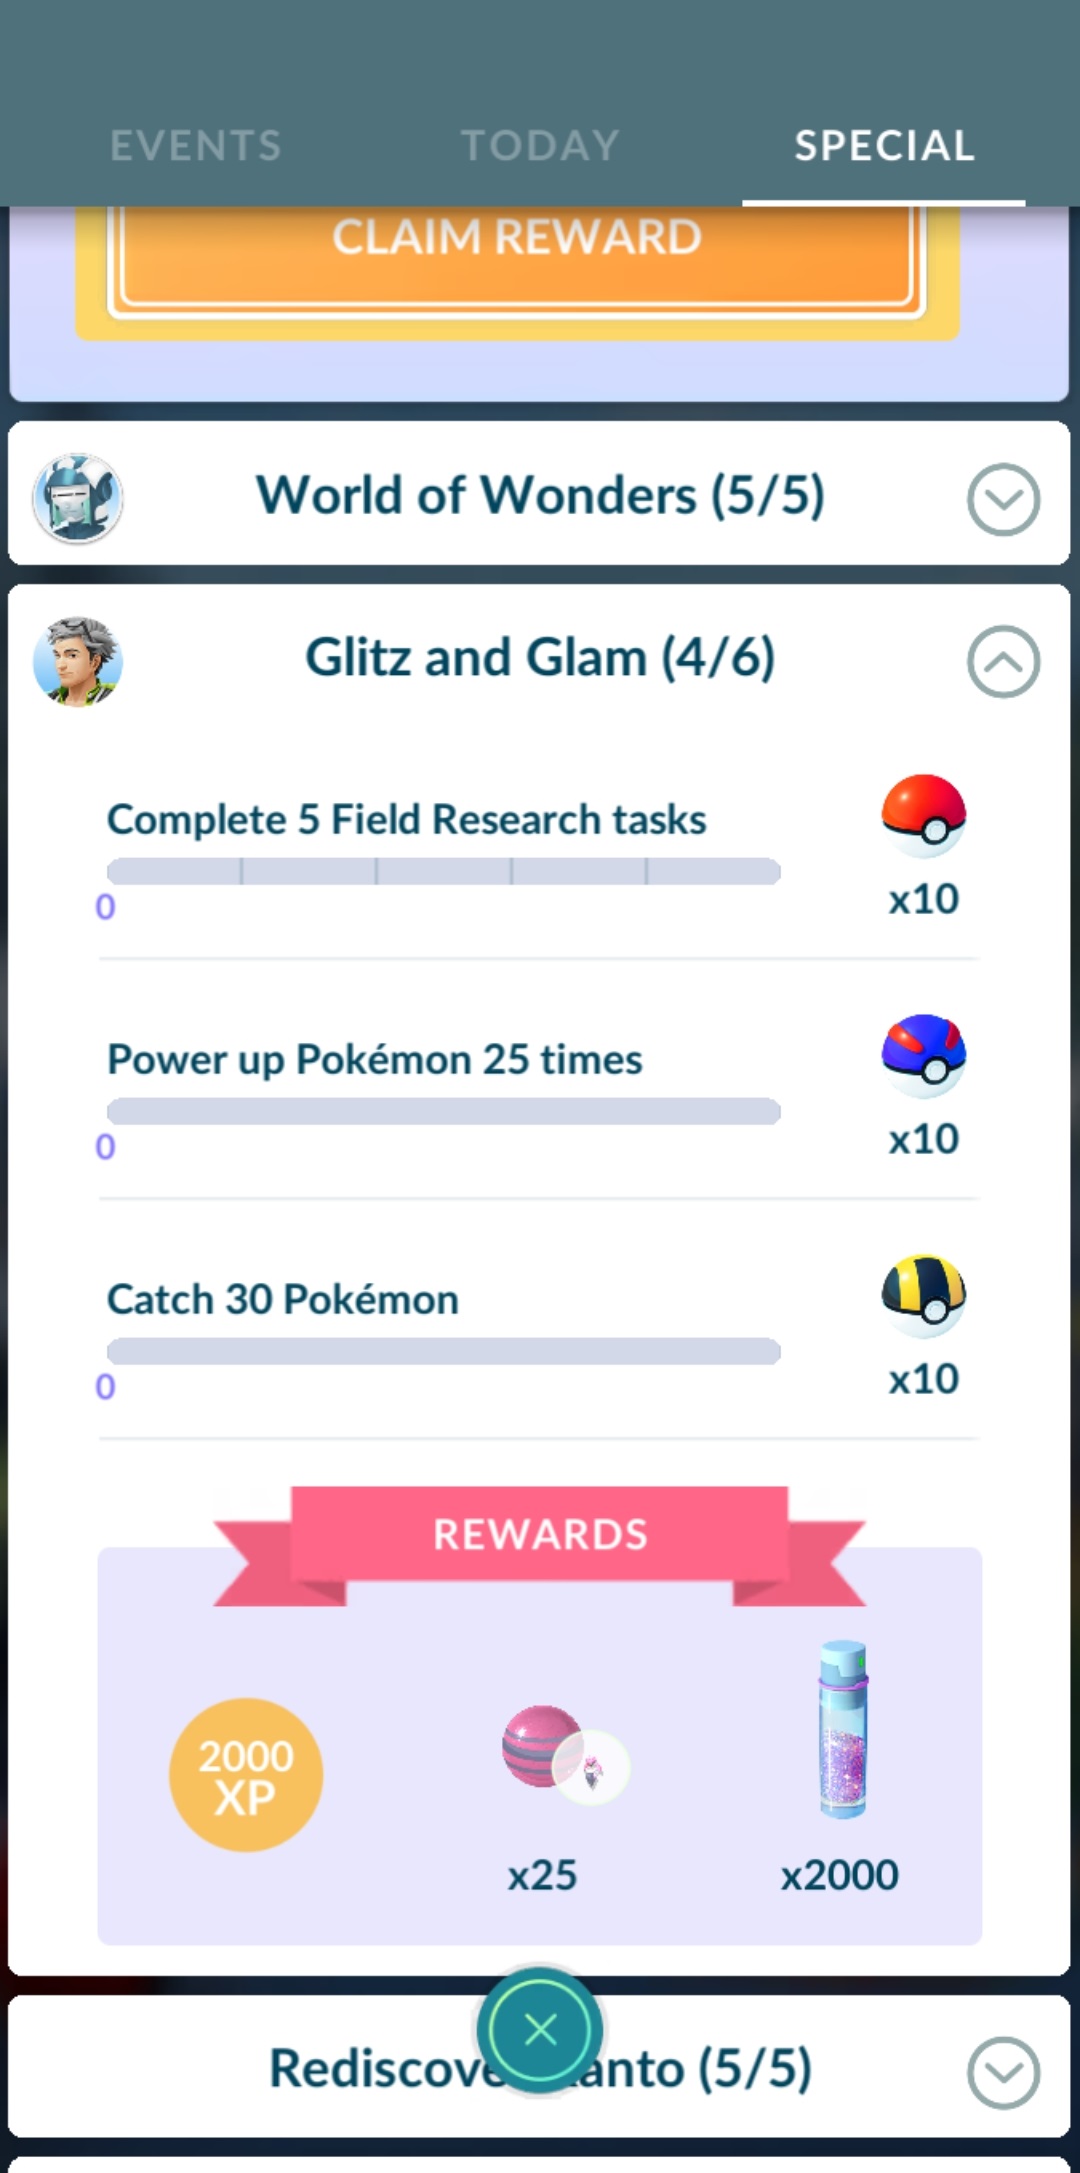 EVENTS
TODAY
SPECIAL
CLAIM REWARD
World of Wonders (5/5)
Glitz and Glam (4/6)
Complete 5 Field Research tasks
0
x10
Power up Pokémon 25 times
0
x10
Catch 30 Pokémon
0
x10
REWARDS
2000
XP
x25
x2000
Rediscove anto (5/5)